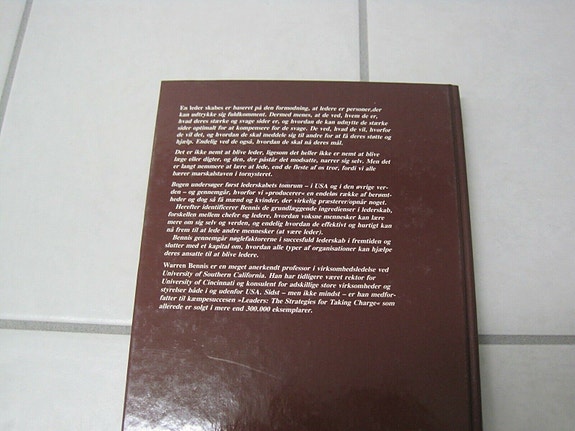 En leder skabes er baseret på den formodning, at ledere er personer,der
kan udtrykke sig fuldkomment. Dermed menes, at de ved, hvem de er,
hvad deres stærke og svage sider er, og hvordan de kan udnytte de stærke
sider optimalt for at kompensere for de svage. De ved, hvad de vil, hvorfor
de vil det, og hvordan de skal meddele sig til andre for at få deres støtte og
hjælp. Endelig ved de også, hvordan de skal nå deres mål.
Det er ikke nemt at blive leder, ligesom det heller ikke er nemt at blive
læge eller digter, og den, der påstår det modsatte, narrer sig selv. Men det
er langt nemmere at lære at lede, end de fleste af os tror, fordi vi alle
bærer marskalstaven i tornysteret.
Bogen undersøger først lederskabets tomrum – i USA og i den øvrige ver-
den – og gennemgår, hvorfor vi »producerer« en endeløs række af berømt-
heder og dog så få mænd og kvinder, der virkelig præsterer/opnår noget.
Herefter identificerer Bennis de grundlæggende ingredienser i lederskab,
forskellen mellem chefer og ledere, hvordan voksne mennesker kan lære
mere om sig selv og verden, og endelig hvordan de effektivt og hurtigt kan
nå frem til at lede andre mennesker (at være leder).
Bennis gennemgår nøglefaktorerne i succesfuld lederskab i fremtiden og
slutter med et kapitel om, hvordan alle typer af organisationer kan hjælpe
deres ansatte til at blive ledere.
Warren Bennis er en meget anerkendt professor i virksomhedsledelse ved
University of Southern California. Han har tidligere været rektor for
University of Cincinnati og konsulent for adskillige store virksomheder og
styrelser både i og udenfor USA. Sidst – men ikke mindst – er han medfor-
fatter til kæmpesuccesen »Leaders: The Strategies for Taking Charge« som
allerede er solgt i mere end 300.000 eksemplarer.